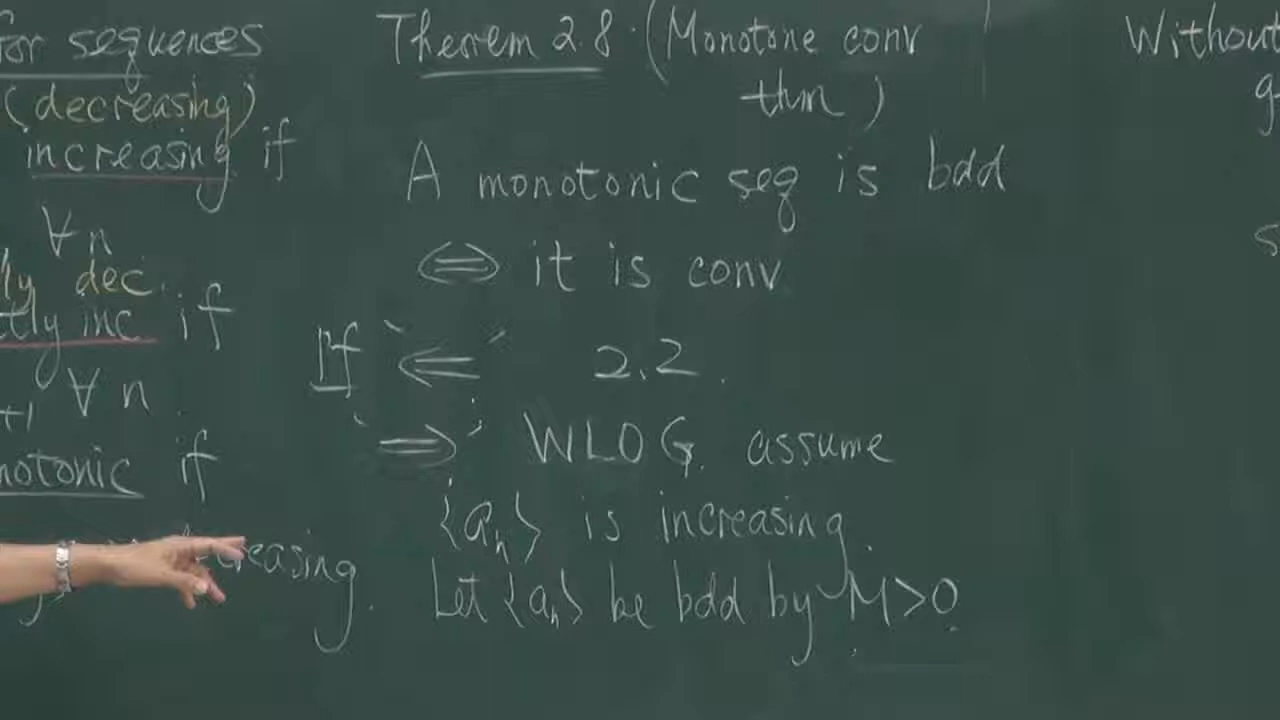 for sequences
(decreasing)
increasing if
∀n
ly dec.
tly inc if
+1 ∀n.
notonic if
creasing.
Theorem 2.8. (Monotone conv
thm)
A monotonic seq is bdd
⇔ it is conv
Pf '⇐' 2.2.
'⇒' WLOG. assume
{aₙ} is increasing.
Let {aₙ} be bdd by M>0.
Without
g
s